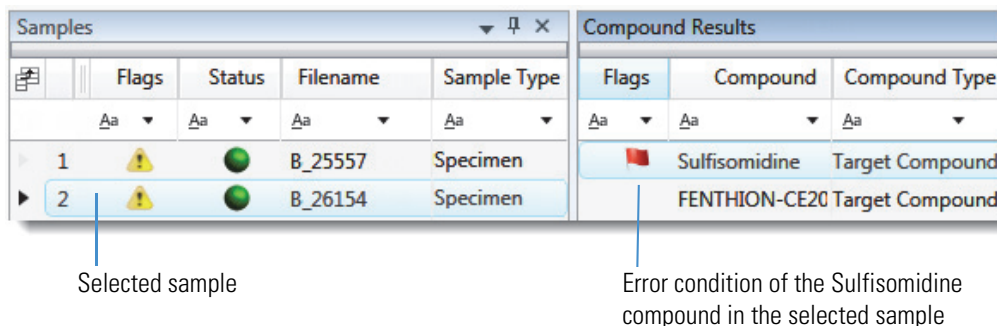 Samples
Compound Results
Flags Status Filename Sample Type
Flags Compound Compound Type
Aa Aa Aa Aa
Aa Aa Aa
1 B_25557 Specimen
Sulfisomidine Target Compound
2 B_26154 Specimen
FENTHION-CE20 Target Compound
Selected sample
Error condition of the Sulfisomidine
compound in the selected sample